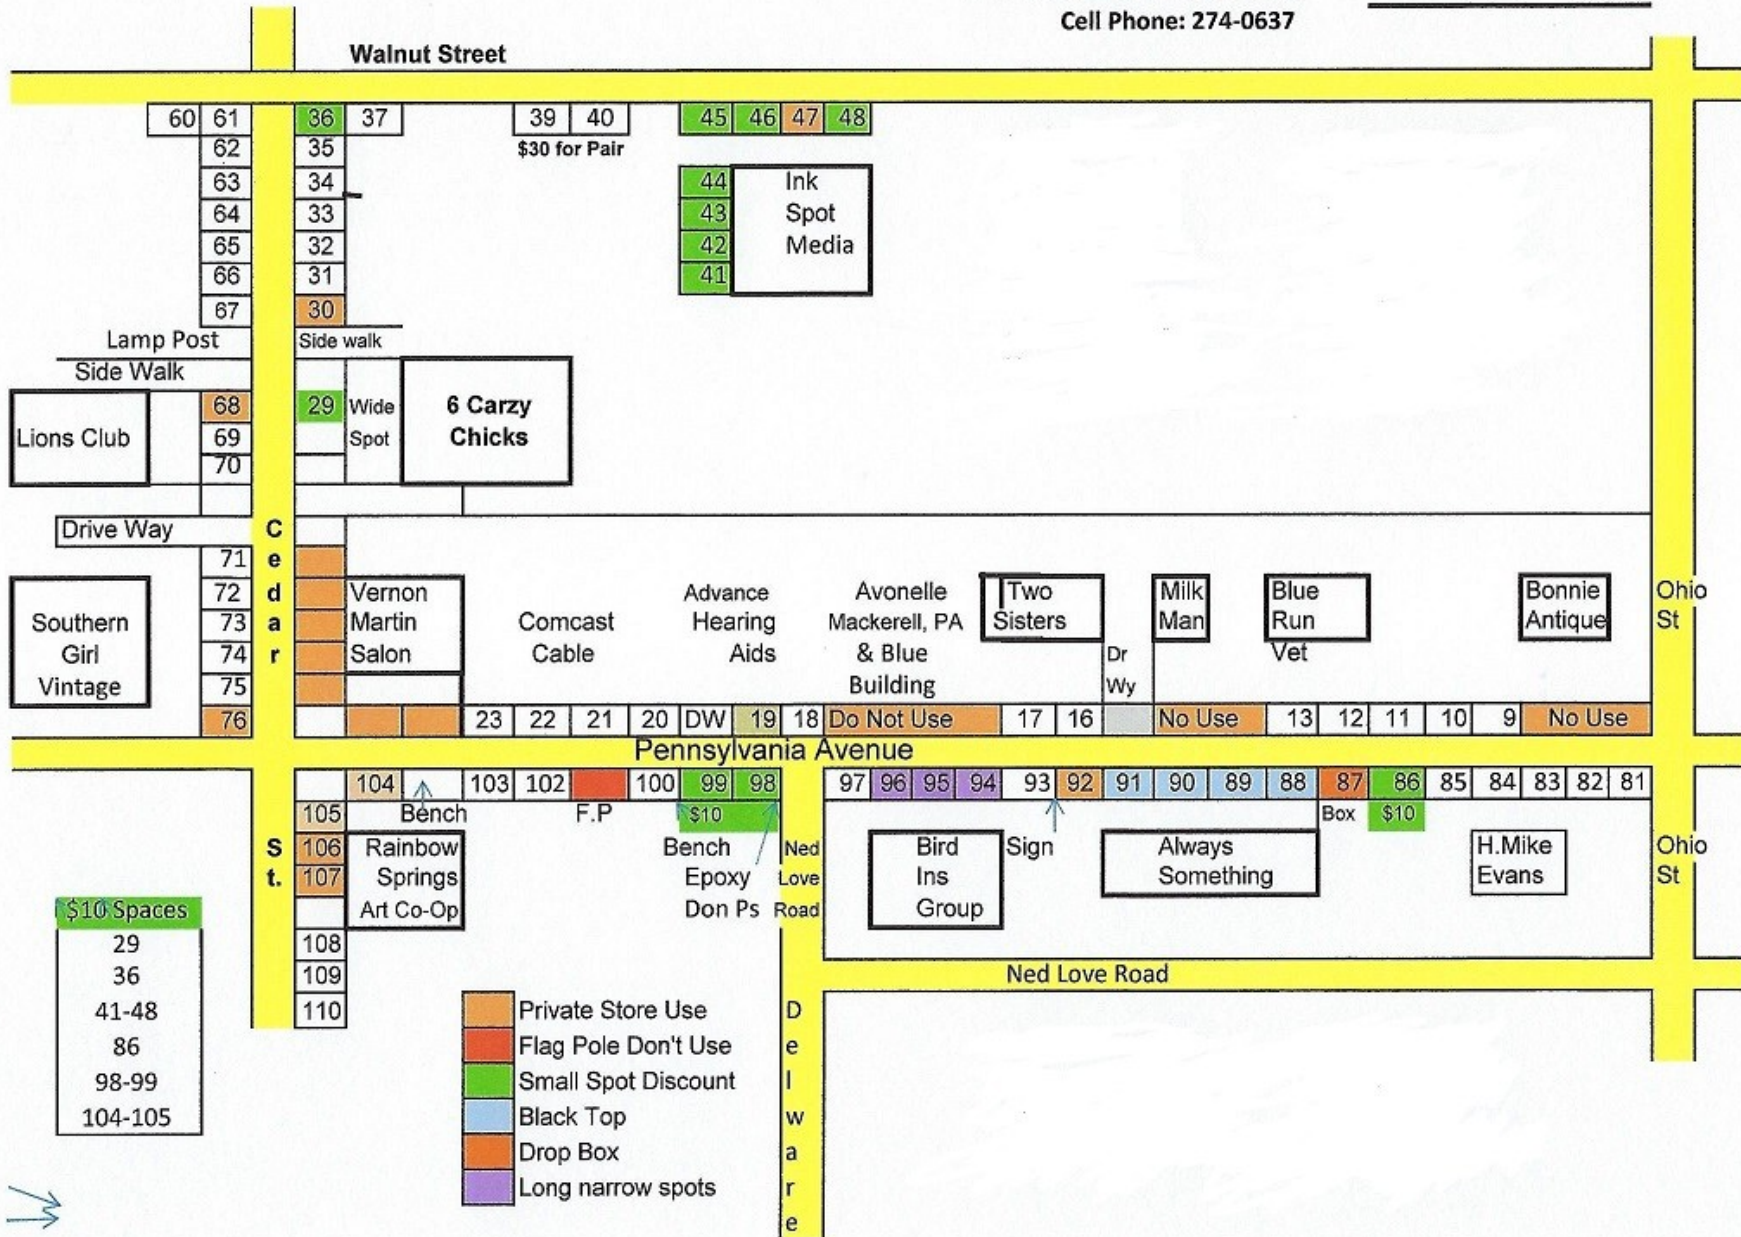 Cell Phone: 274-0637
Walnut Street
60 61 36 37 39 40 45 46 47 48
62 35 $30 for Pair
63 34 44 Ink
64 33 43 Spot
65 32 42 Media
66 31 41
67 30
Lamp Post Side walk
Side Walk
68 29 Wide 6 Carzy
Lions Club 69 Spot Chicks
70
Drive Way C
71 e
72 d Vernon Advance Avonelle Two Milk Blue Bonnie Ohio
Southern 73 a Martin Comcast Hearing Mackerell, PA Sisters Man Run Antique St
Girl 74 r Salon Cable Aids & Blue Dr Vet
Vintage 75 Building Wy
76 23 22 21 20 DW 19 18 Do Not Use 17 16 No Use 13 12 11 10 9 No Use
Pennsylvania Avenue
104 103 102 100 99 98 97 96 95 94 93 92 91 90 89 88 87 86 85 84 83 82 81
105 Bench F.P $10 Box $10
S 106 Rainbow Bench Ned Bird Sign Always H.Mike Ohio
t. 107 Springs Epoxy Love Ins Something Evans St
Art Co-Op Don Ps Road Group
$10 Spaces
29 108
36 109 Ned Love Road
41-48 110 Private Store Use D
86 Flag Pole Don't Use e
98-99 Small Spot Discount l
104-105 Black Top w
Drop Box a
Long narrow spots r
e